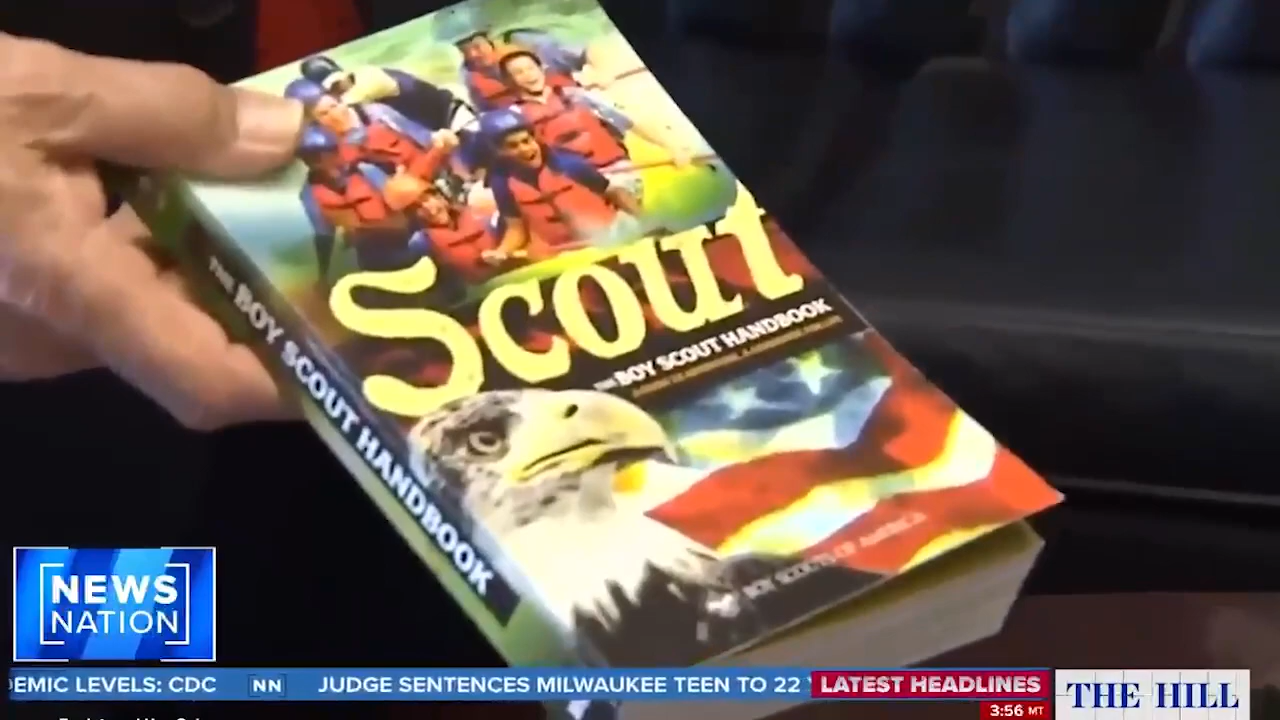 Scout
THE BOY SCOUT HANDBOOK
THE BOY SCOUT HANDBOOK
BOY SCOUTS OF AMERICA
NEWS
NATION
DEMIC LEVELS: CDC NN JUDGE SENTENCES MILWAUKEE TEEN TO 22 LATEST HEADLINES
3:56 MT
THE HILL